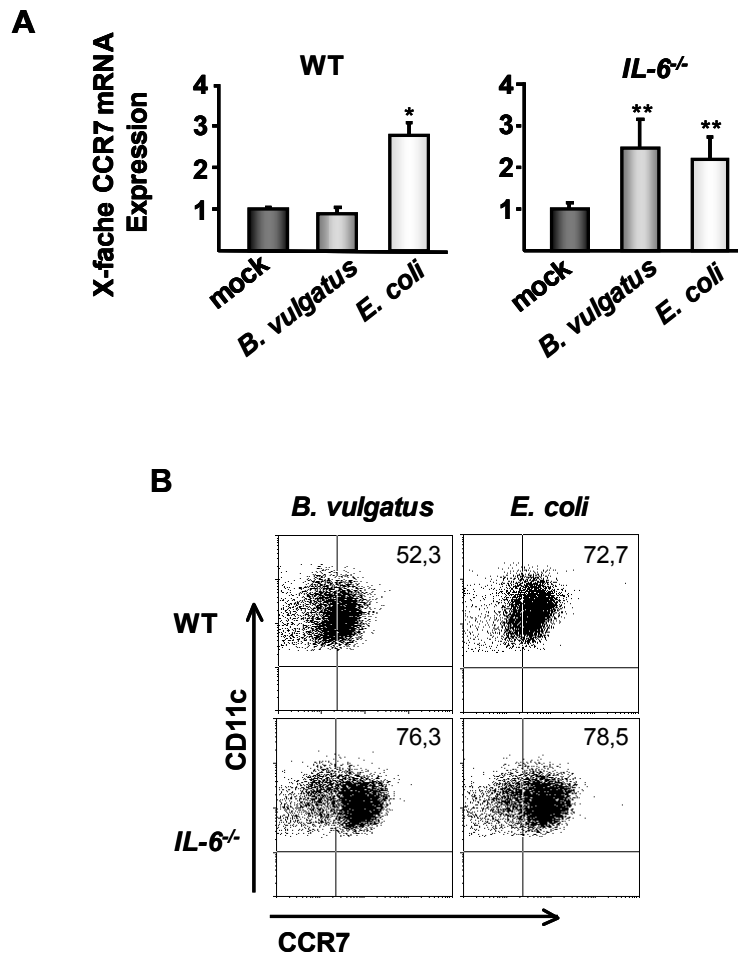 A
X-fache CCR7 mRNA
Expression
WT
4
3
2
1
*
mock
B. vulgatus
E. coli
IL-6-/-
4
3
2
1
**
**
mock
B. vulgatus
E. coli
B
B. vulgatus
E. coli
WT
52,3
72,7
CD11c
IL-6-/-
76,3
78,5
CCR7